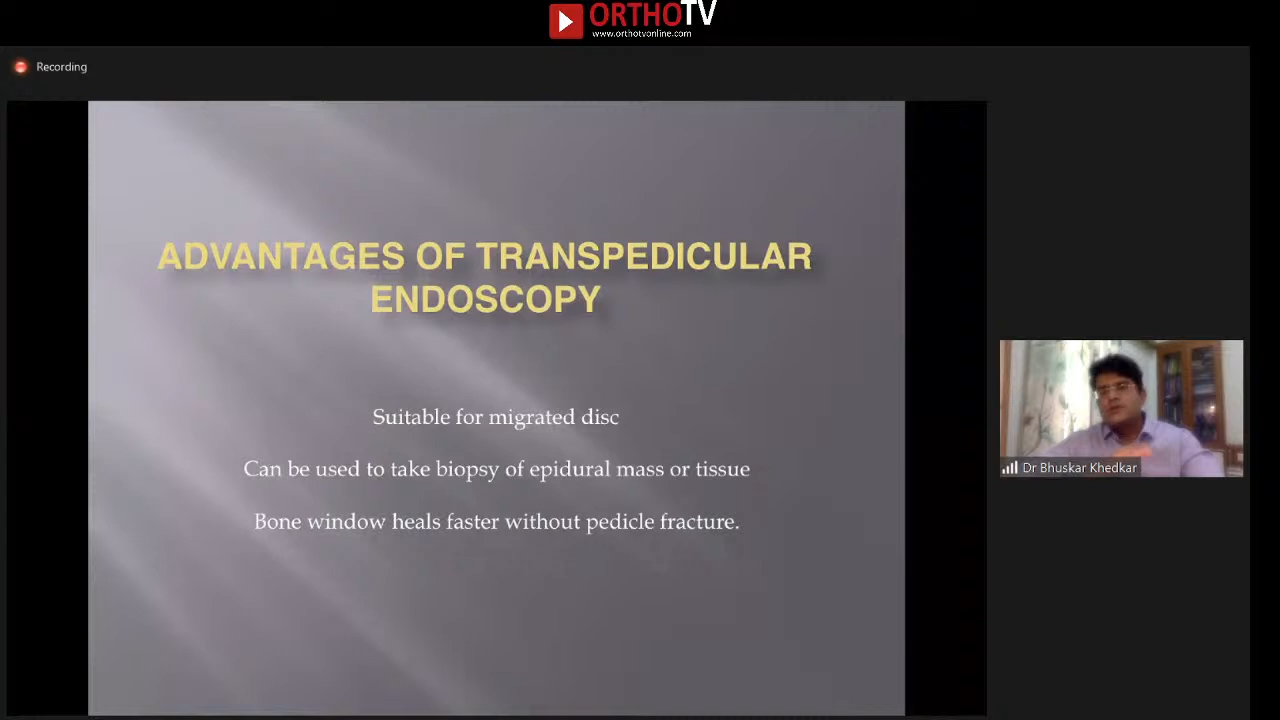 ORTHOTV
www.orthotvonline.com
Recording
ADVANTAGES OF TRANSPEDICULAR
ENDOSCOPY
Suitable for migrated disc
Can be used to take biopsy of epidural mass or tissue
Bone window heals faster without pedicle fracture.
Dr Bhuskar Khedkar